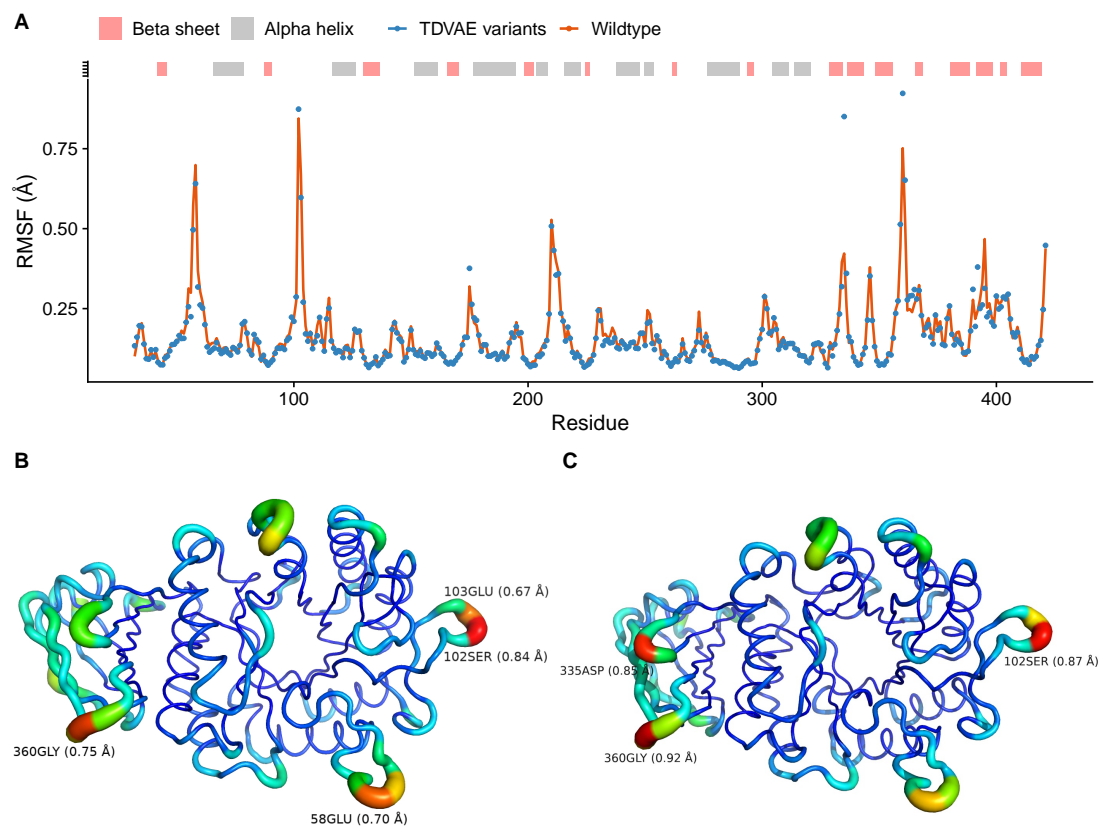 A
Beta sheet Alpha helix TDVAE variants Wildtype
0.75
0.50
0.25
RMSF (Å)
100 200 300 400
Residue
B
C
103GLU (0.67 Å)
102SER (0.84 Å)
360GLY (0.75 Å)
58GLU (0.70 Å)
335ASP (0.85 Å)
102SER (0.87 Å)
360GLY (0.92 Å)